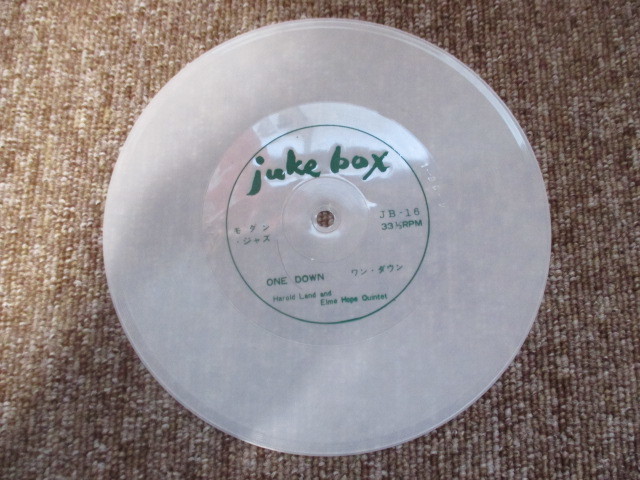 juke box
モダン
・ジャズ
JB-16
33⅓RPM
ONE DOWN ワン・ダウン
Harold Land and
Elmo Hope Quintet